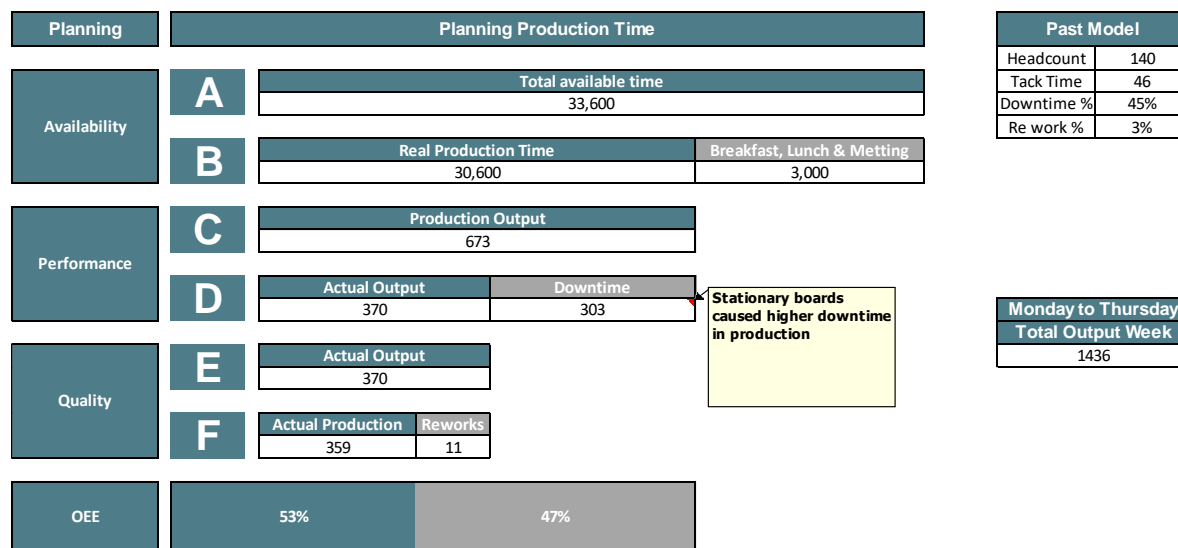 Planning
Planning Production Time
Past Model
Headcount 140
Tack Time 46
Downtime % 45%
Re work % 3%
Availability
A
Total available time
33,600
B
Real Production Time Breakfast, Lunch & Metting
30,600 3,000
Performance
C
Production Output
673
D
Actual Output Downtime
370 303
Stationary boards
caused higher downtime
in production
Monday to Thursday
Total Output Week
1436
Quality
E
Actual Output
370
F
Actual Production Reworks
359 11
OEE
53% 47%